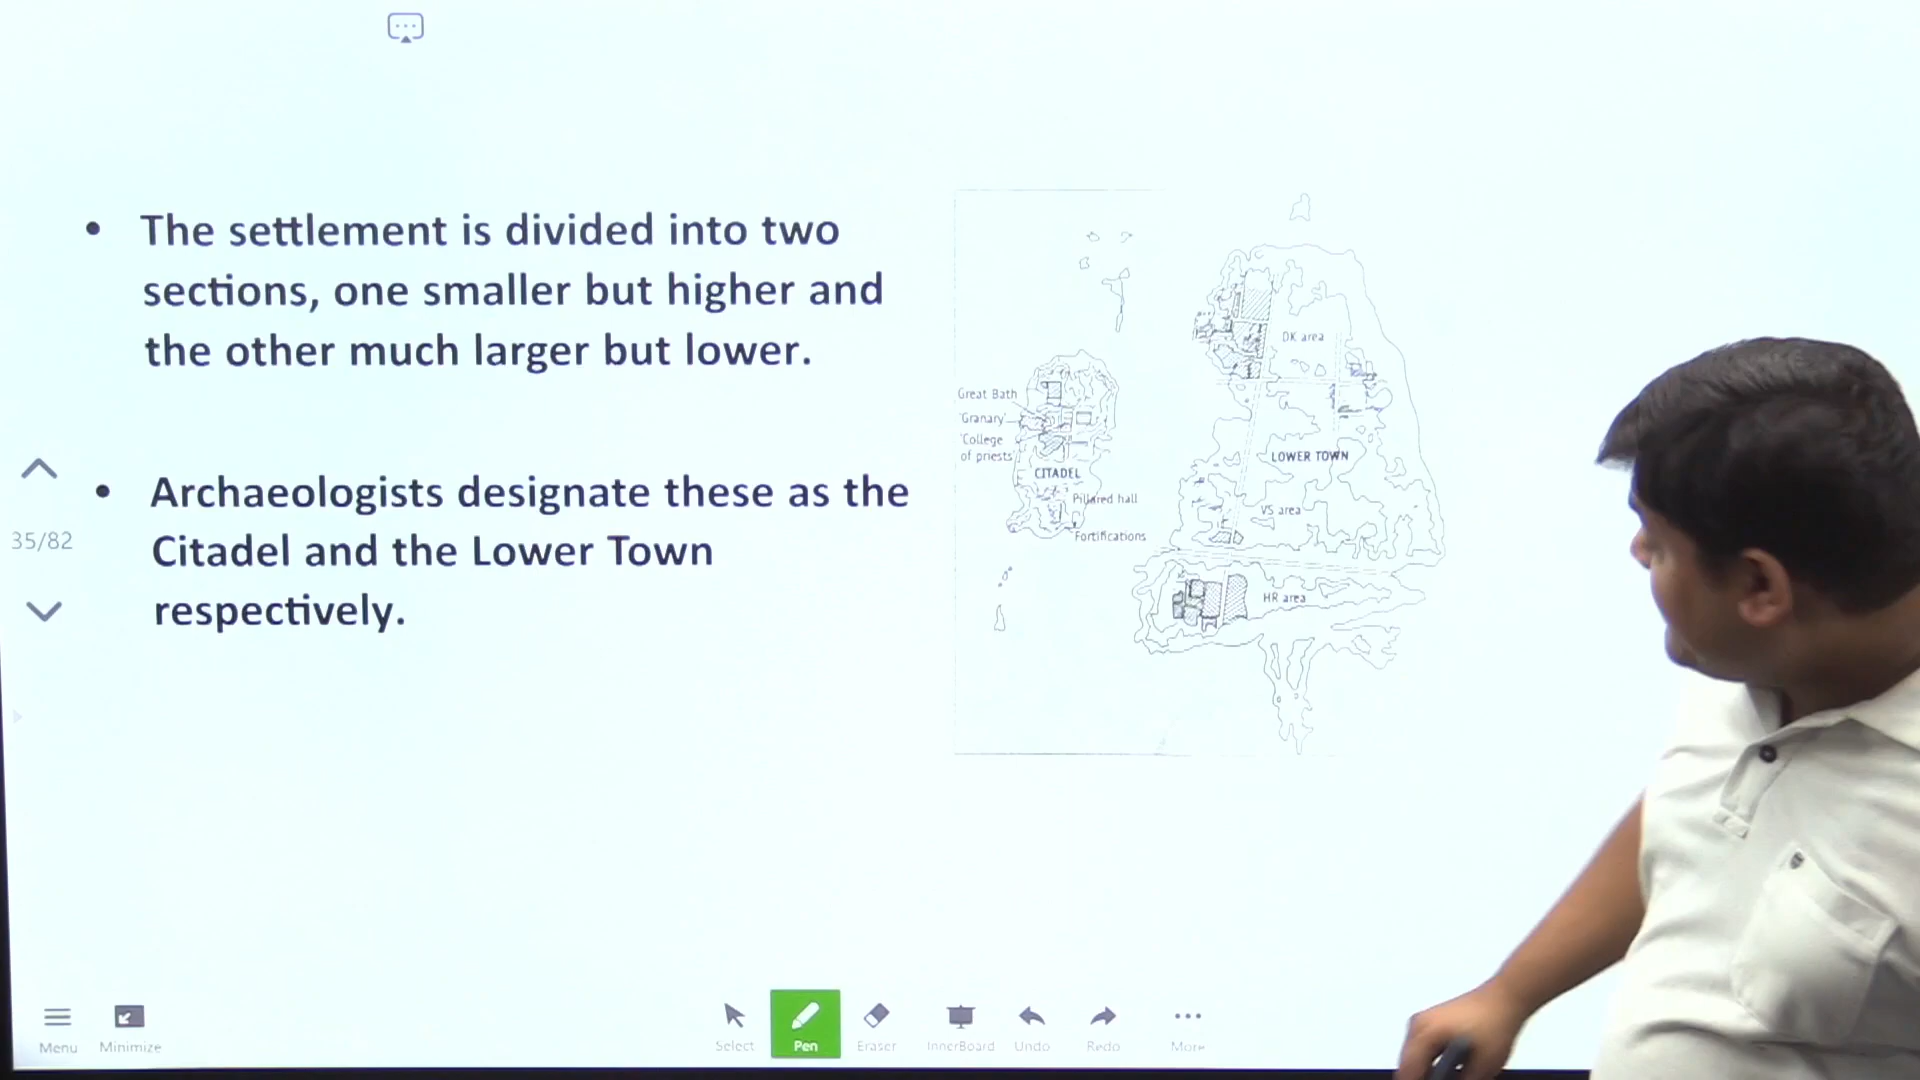 • The settlement is divided into two
sections, one smaller but higher and
the other much larger but lower.
• Archaeologists designate these as the
Citadel and the Lower Town
respectively.
35/82
DK area
Great Bath
'Granary'
'College
of priests'
CITADEL
LOWER TOWN
Pillared hall
VS area
Fortifications
HR area
Menu
Minimize
Select
Pen
Eraser
InnerBoard
Undo
Redo
More